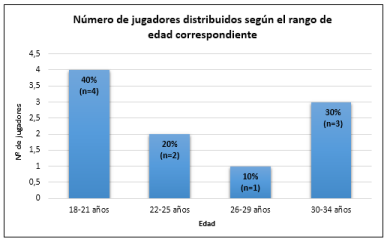 Número de jugadores distribuidos según el rango de
edad correspondiente
4,5
4
3,5
3
2,5
2
1,5
1
0,5
0
Nº de jugadores
40%
(n=4)
20%
(n=2)
10%
(n=1)
30%
(n=3)
18-21 años
22-25 años
26-29 años
30-34 años
Edad